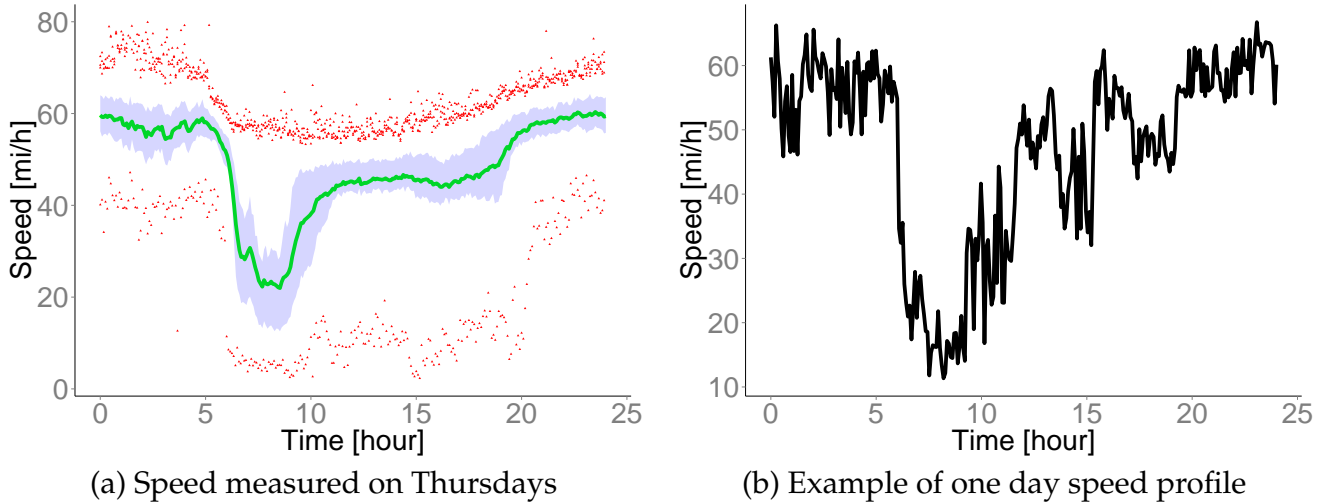 Speed [mi/h]
80
60
40
20
0
0 5 10 15 20 25
Time [hour]
(a) Speed measured on Thursdays
Speed [mi/h]
60
50
40
30
20
10
0 5 10 15 20 25
Time [hour]
(b) Example of one day speed profile